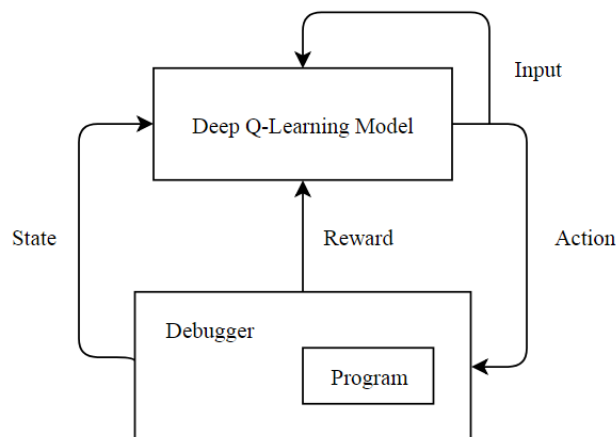 Input
Deep Q-Learning Model
State
Reward
Action
Debugger
Program